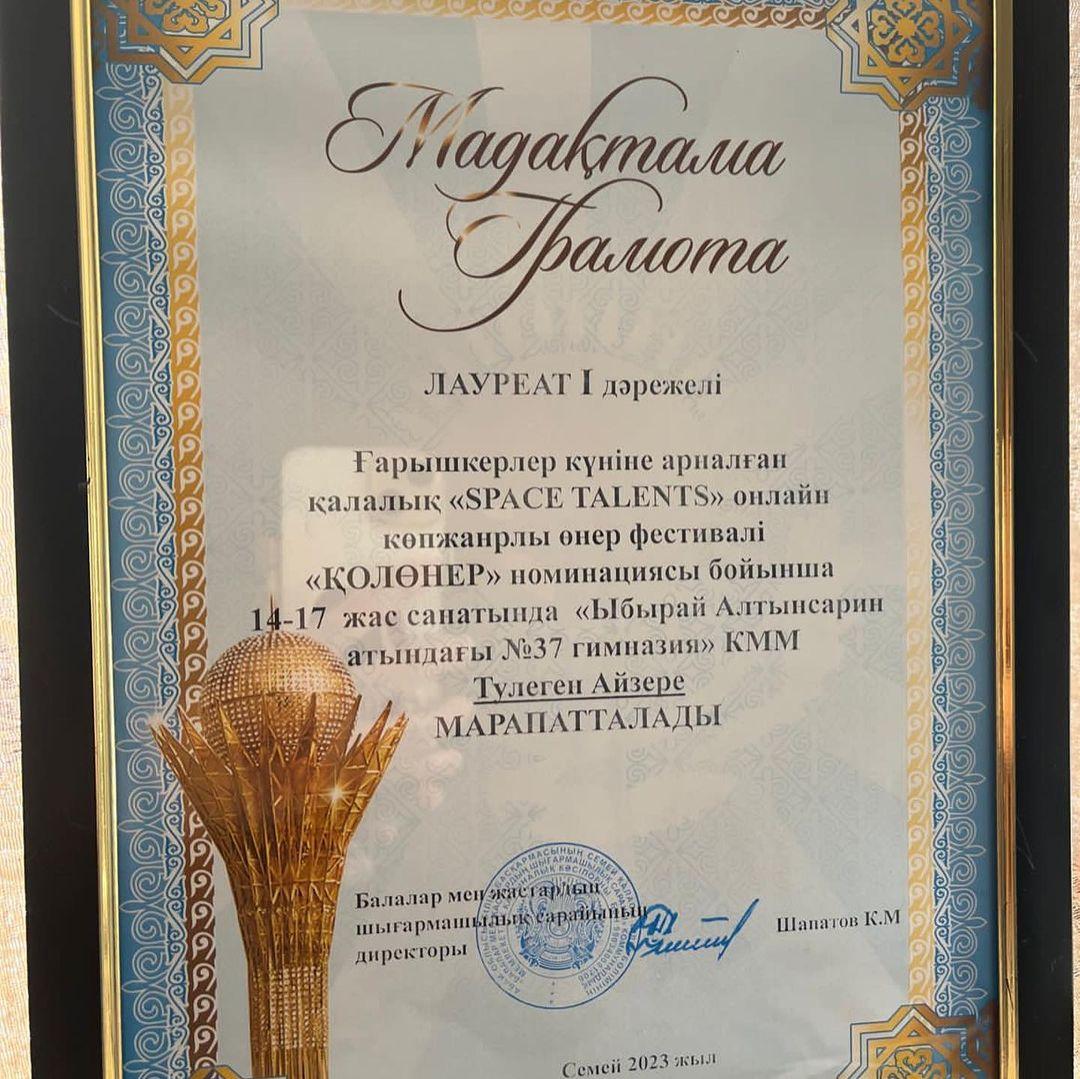 Мадақтама
Грамота
ЛАУРЕАТ I дәрежелі
Ғарышкерлер күніне арналған
қалалық «SPACE TALENTS» онлайн
көпжанрлы өнер фестивалі
«ҚОЛӨНЕР» номинациясы бойынша
14-17 жас санатында «Ыбырай Алтынсарин
атындағы №37 гимназия» КММ
Тулеген Айзере
МАРАПАТТАЛАДЫ
Балалар мен жастардың
шығармашылық сарайының
директоры
Шапатов К.М
Семей 2023 жыл